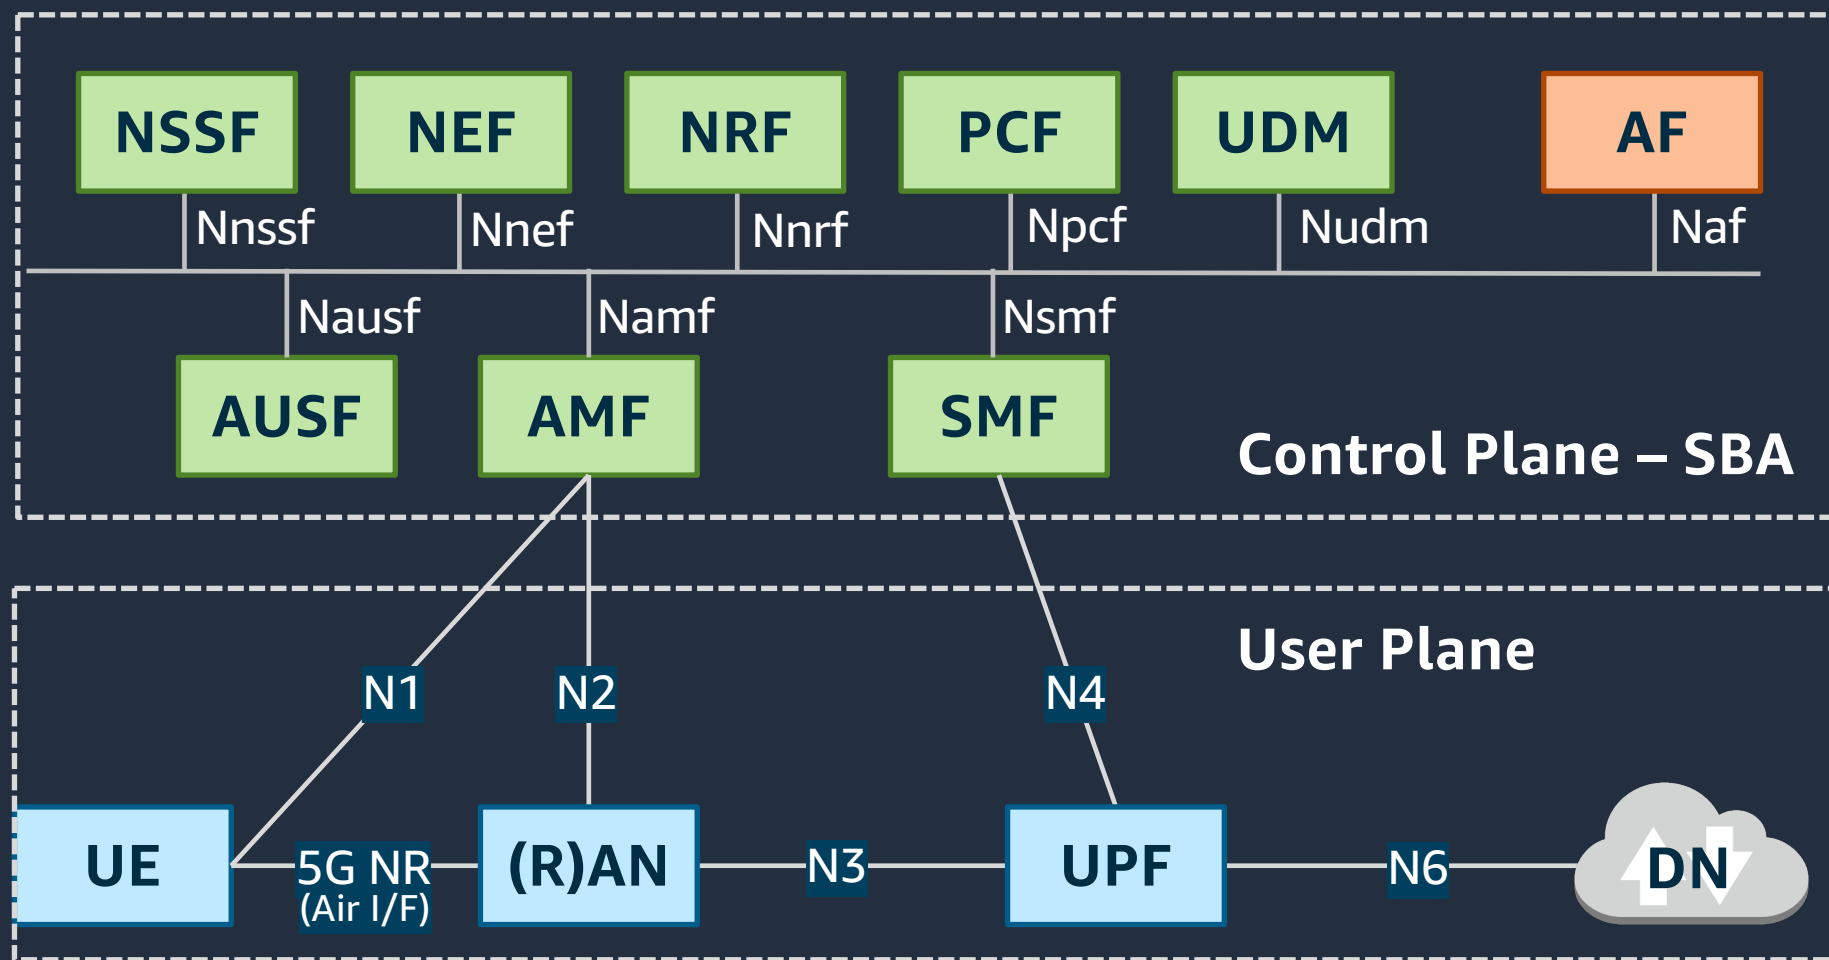 NSSF
NEF
NRF
PCF
UDM
AF
Nnssf
Nnef
Nnrf
Npcf
Nudm
Naf
Nausf
Namf
Nsmf
AUSF
AMF
SMF
Control Plane – SBA
User Plane
N1
N2
N4
UE
5G NR
(Air I/F)
(R)AN
N3
UPF
N6
DN